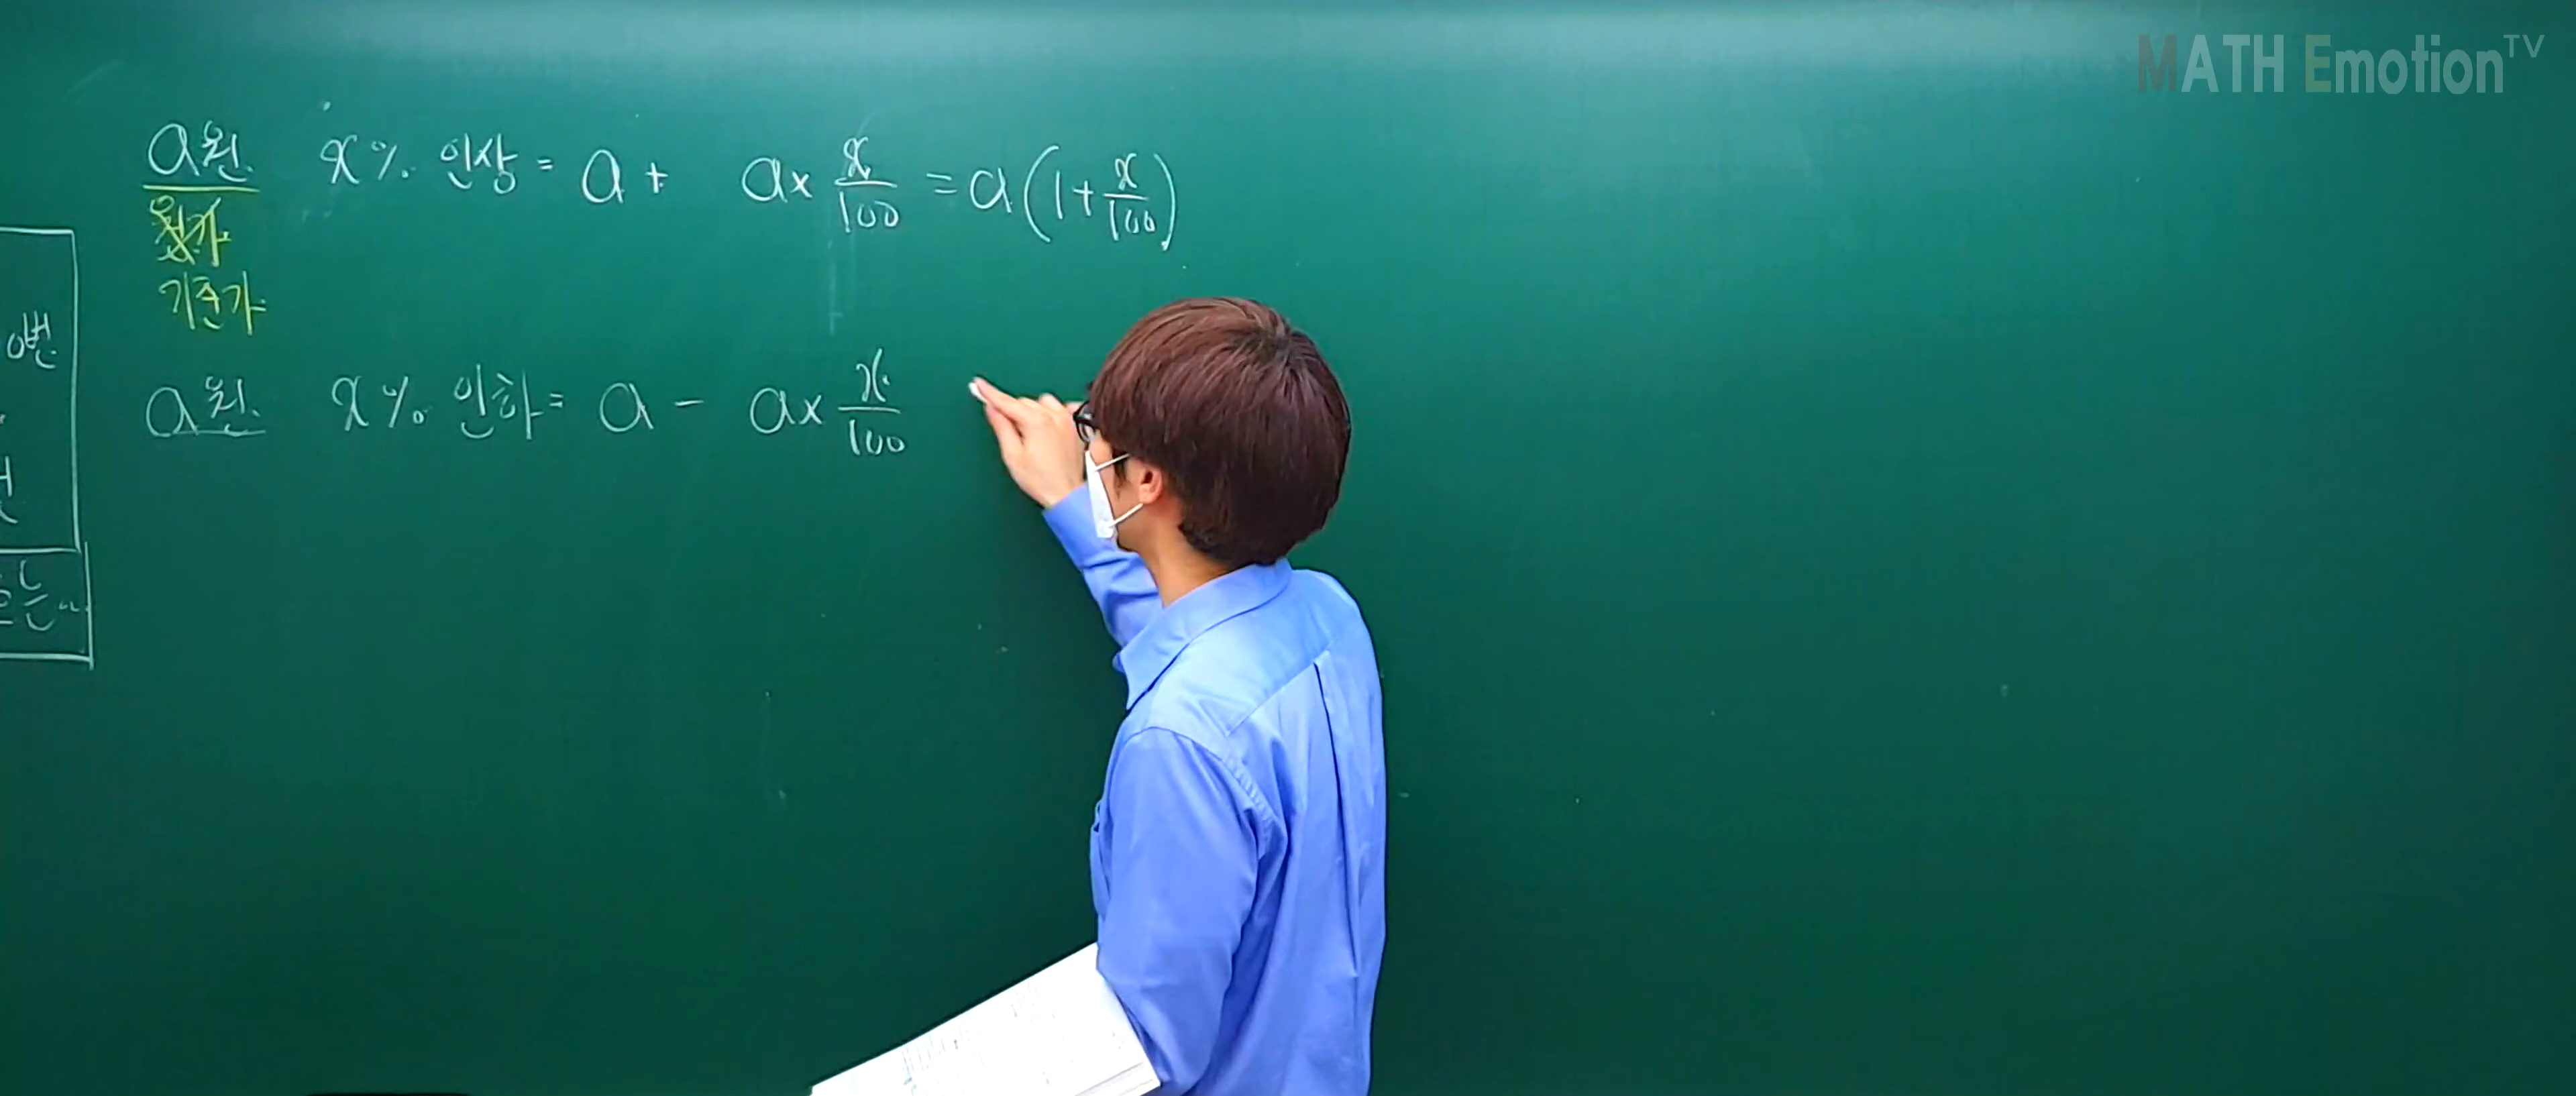 MATH Emotion TV
a원 x% 인상 = a + a× x/100 = a(1+ x/100)
원가
기준가
a원 x% 인하 = a - a× x/100